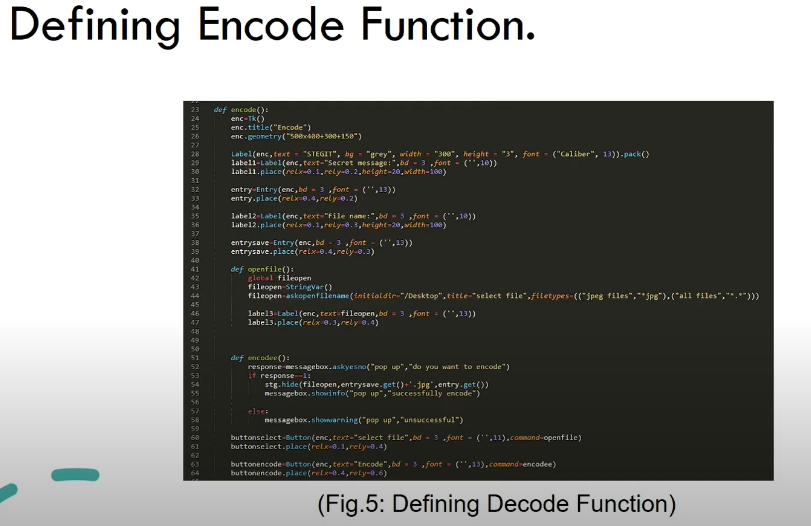 Defining Encode Function.
23 def encode():
24 enc=Tk()
25 enc.title("Encode")
26 enc.geometry("500x400+300+150")
27
28 Label(enc,text = "STEGIT", bg = "grey", width = "300", height = "3", font = ("Caliber", 13)).pack()
29 label1=Label(enc,text="Secret message:",bd = 3 ,font = ('',10))
30 label1.place(relx=0.1,rely=0.2,height=20,width=100)
31
32 entry=Entry(enc,bd = 3 ,font = ('',13))
33 entry.place(relx=0.4,rely=0.2)
34
35 label2=Label(enc,text="File name:",bd = 3 ,font = ('',10))
36 label2.place(relx=0.1,rely=0.3,height=20,width=100)
37
38 entrysave=Entry(enc,bd = 3 ,font = ('',13))
39 entrysave.place(relx=0.4,rely=0.3)
40
41 def openfile():
42 global fileopen
43 fileopen=StringVar()
44 fileopen=askopenfilename(initialdir="/Desktop",title="select file",filetypes=(("jpeg files","*jpg"),("all files","*.*")))
45
46 label3=Label(enc,text=fileopen,bd = 3 ,font = ('',13))
47 label3.place(relx=0.3,rely=0.4)
48
49
50
51 def encodee():
52 response=messagebox.askyesno("pop up","do you want to encode")
53 if response==1:
54 stg.hide(fileopen,entrysave.get()+'.jpg',entry.get())
55 messagebox.showinfo("pop up","successfully encode")
56
57 else:
58 messagebox.showwarning("pop up","unsuccessful")
59
60 buttonselect=Button(enc,text="select file",bd = 3 ,font = ('',11),command=openfile)
61 buttonselect.place(relx=0.1,rely=0.4)
62
63 buttonencode=Button(enc,text="Encode",bd = 3 ,font = ('',13),command=encodee)
64 buttonencode.place(relx=0.4,rely=0.6)
(Fig.5: Defining Decode Function)